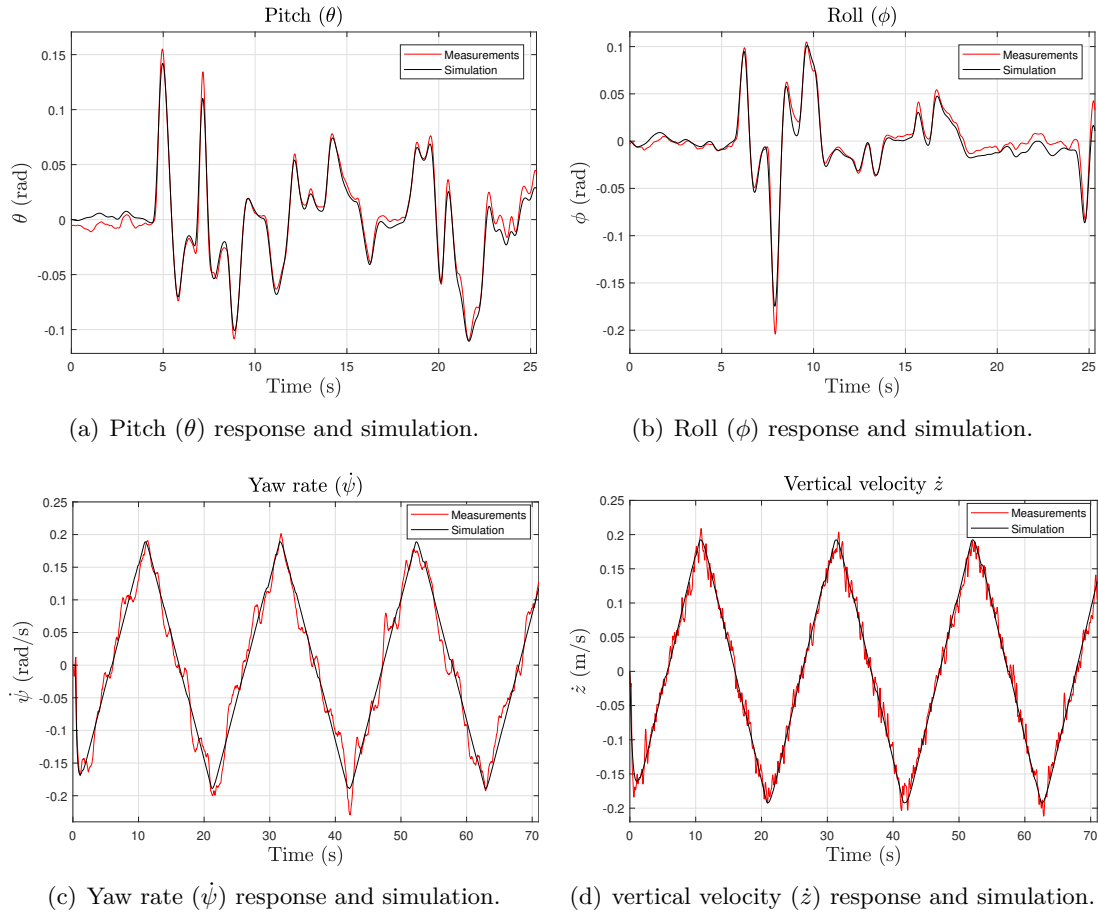 Pitch (θ)
Measurements
Simulation
0.15
0.1
0.05
0
-0.05
-0.1
θ (rad)
0 5 10 15 20 25
Time (s)
(a) Pitch (θ) response and simulation.
Roll (ϕ)
Measurements
Simulation
0.1
0.05
0
-0.05
-0.1
-0.15
-0.2
ϕ (rad)
0 5 10 15 20 25
Time (s)
(b) Roll (ϕ) response and simulation.
Yaw rate (ψ̇)
Measurements
Simulation
0.25
0.2
0.15
0.1
0.05
0
-0.05
-0.1
-0.15
-0.2
ψ̇ (rad/s)
0 10 20 30 40 50 60 70
Time (s)
(c) Yaw rate (ψ̇) response and simulation.
Vertical velocity ż
Measurements
Simulation
0.25
0.2
0.15
0.1
0.05
0
-0.05
-0.1
-0.15
-0.2
ż (m/s)
0 10 20 30 40 50 60 70
Time (s)
(d) vertical velocity (ż) response and simulation.